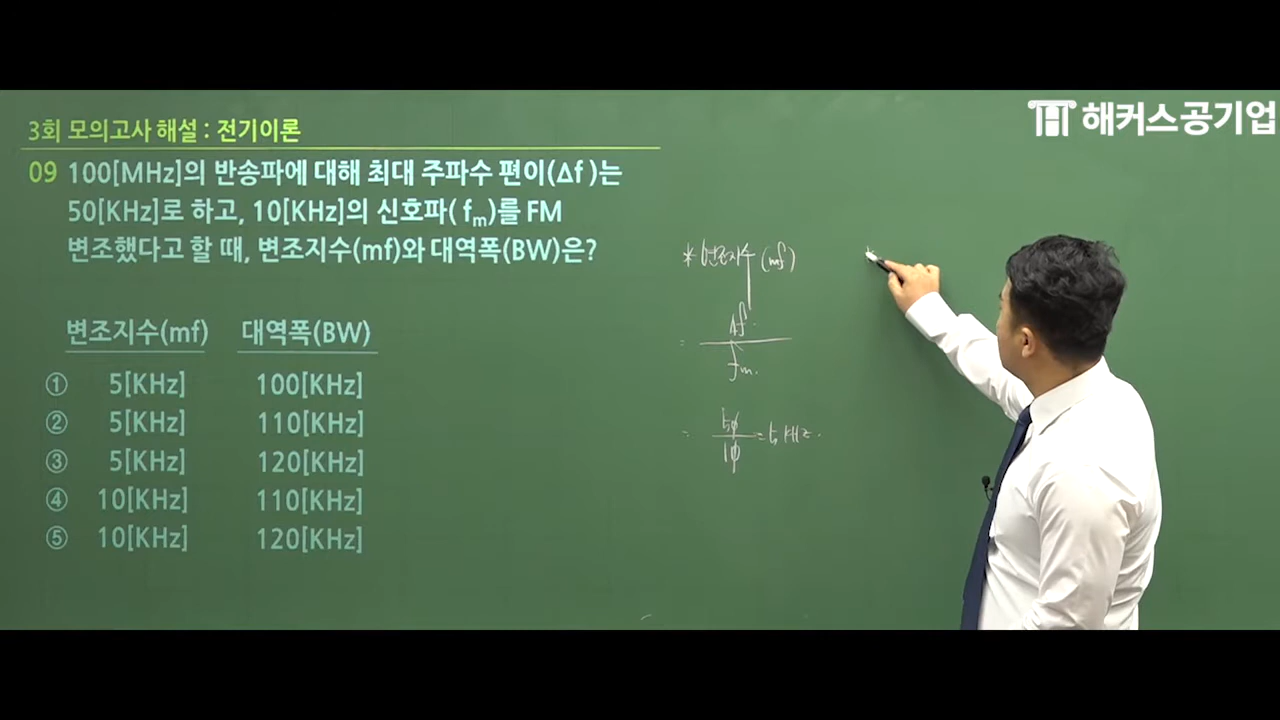 해커스공기업
3회 모의고사 해설 : 전기이론
09 100[MHz]의 반송파에 대해 최대 주파수 편이(Δf )는
50[KHz]로 하고, 10[KHz]의 신호파( fm)를 FM
변조했다고 할 때, 변조지수(mf)와 대역폭(BW)은?
변조지수(mf) 대역폭(BW)
① 5[KHz] 100[KHz]
② 5[KHz] 110[KHz]
③ 5[KHz] 120[KHz]
④ 10[KHz] 110[KHz]
⑤ 10[KHz] 120[KHz]
* 변조지수 (mf)
= Δf
fm
= 50
10
= 5 KHz
*